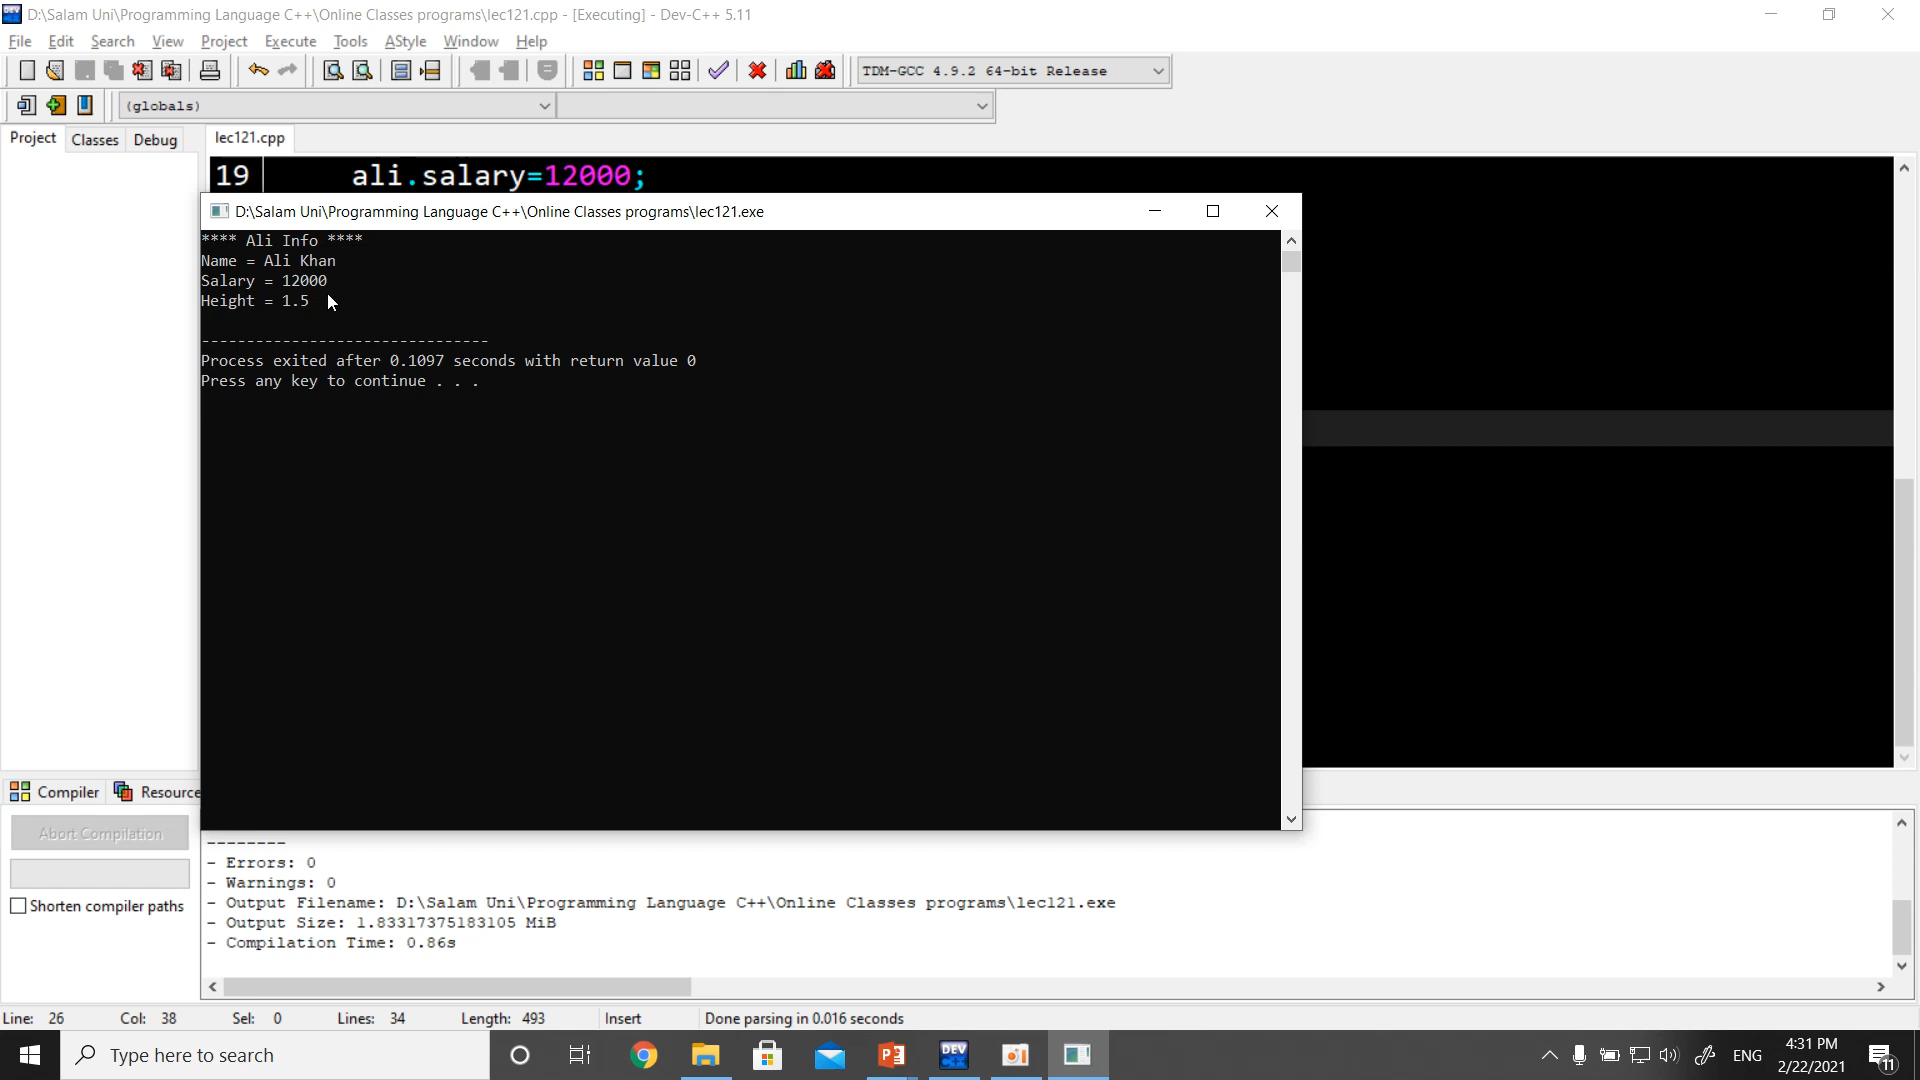 D:\Salam Uni\Programming Language C++\Online Classes programs\lec121.cpp - [Executing] - Dev-C++ 5.11
File Edit Search View Project Execute Tools AStyle Window Help
TDM-GCC 4.9.2 64-bit Release
(globals)
Project Classes Debug lec121.cpp
19 ali.salary=12000;
D:\Salam Uni\Programming Language C++\Online Classes programs\lec121.exe
**** Ali Info ****
Name = Ali Khan
Salary = 12000
Height = 1.5
--------------------------------
Process exited after 0.1097 seconds with return value 0
Press any key to continue . . .
Compiler Resource
Abort Compilation
Shorten compiler paths
--------
- Errors: 0
- Warnings: 0
- Output Filename: D:\Salam Uni\Programming Language C++\Online Classes programs\lec121.exe
- Output Size: 1.83317375183105 MiB
- Compilation Time: 0.86s
Line: 26 Col: 38 Sel: 0 Lines: 34 Length: 493 Insert Done parsing in 0.016 seconds
Type here to search
DEV C++
ENG
4:31 PM
2/22/2021
11